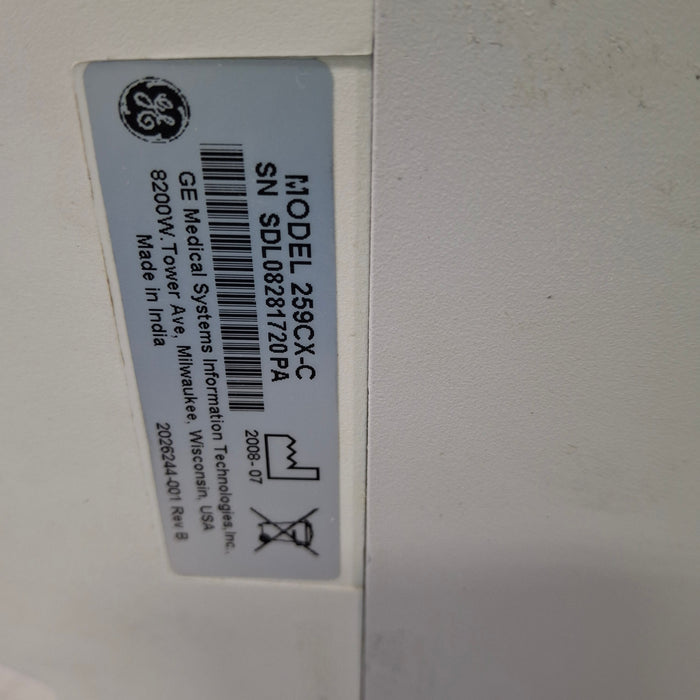 GE
MODEL 259CX-C
SN SDL08281720PA
GE Medical Systems Information Technologies,Inc.,
8200W.Tower Ave, Milwaukee, Wisconsin, USA
Made in India
2008-07
2026244-001 Rev B